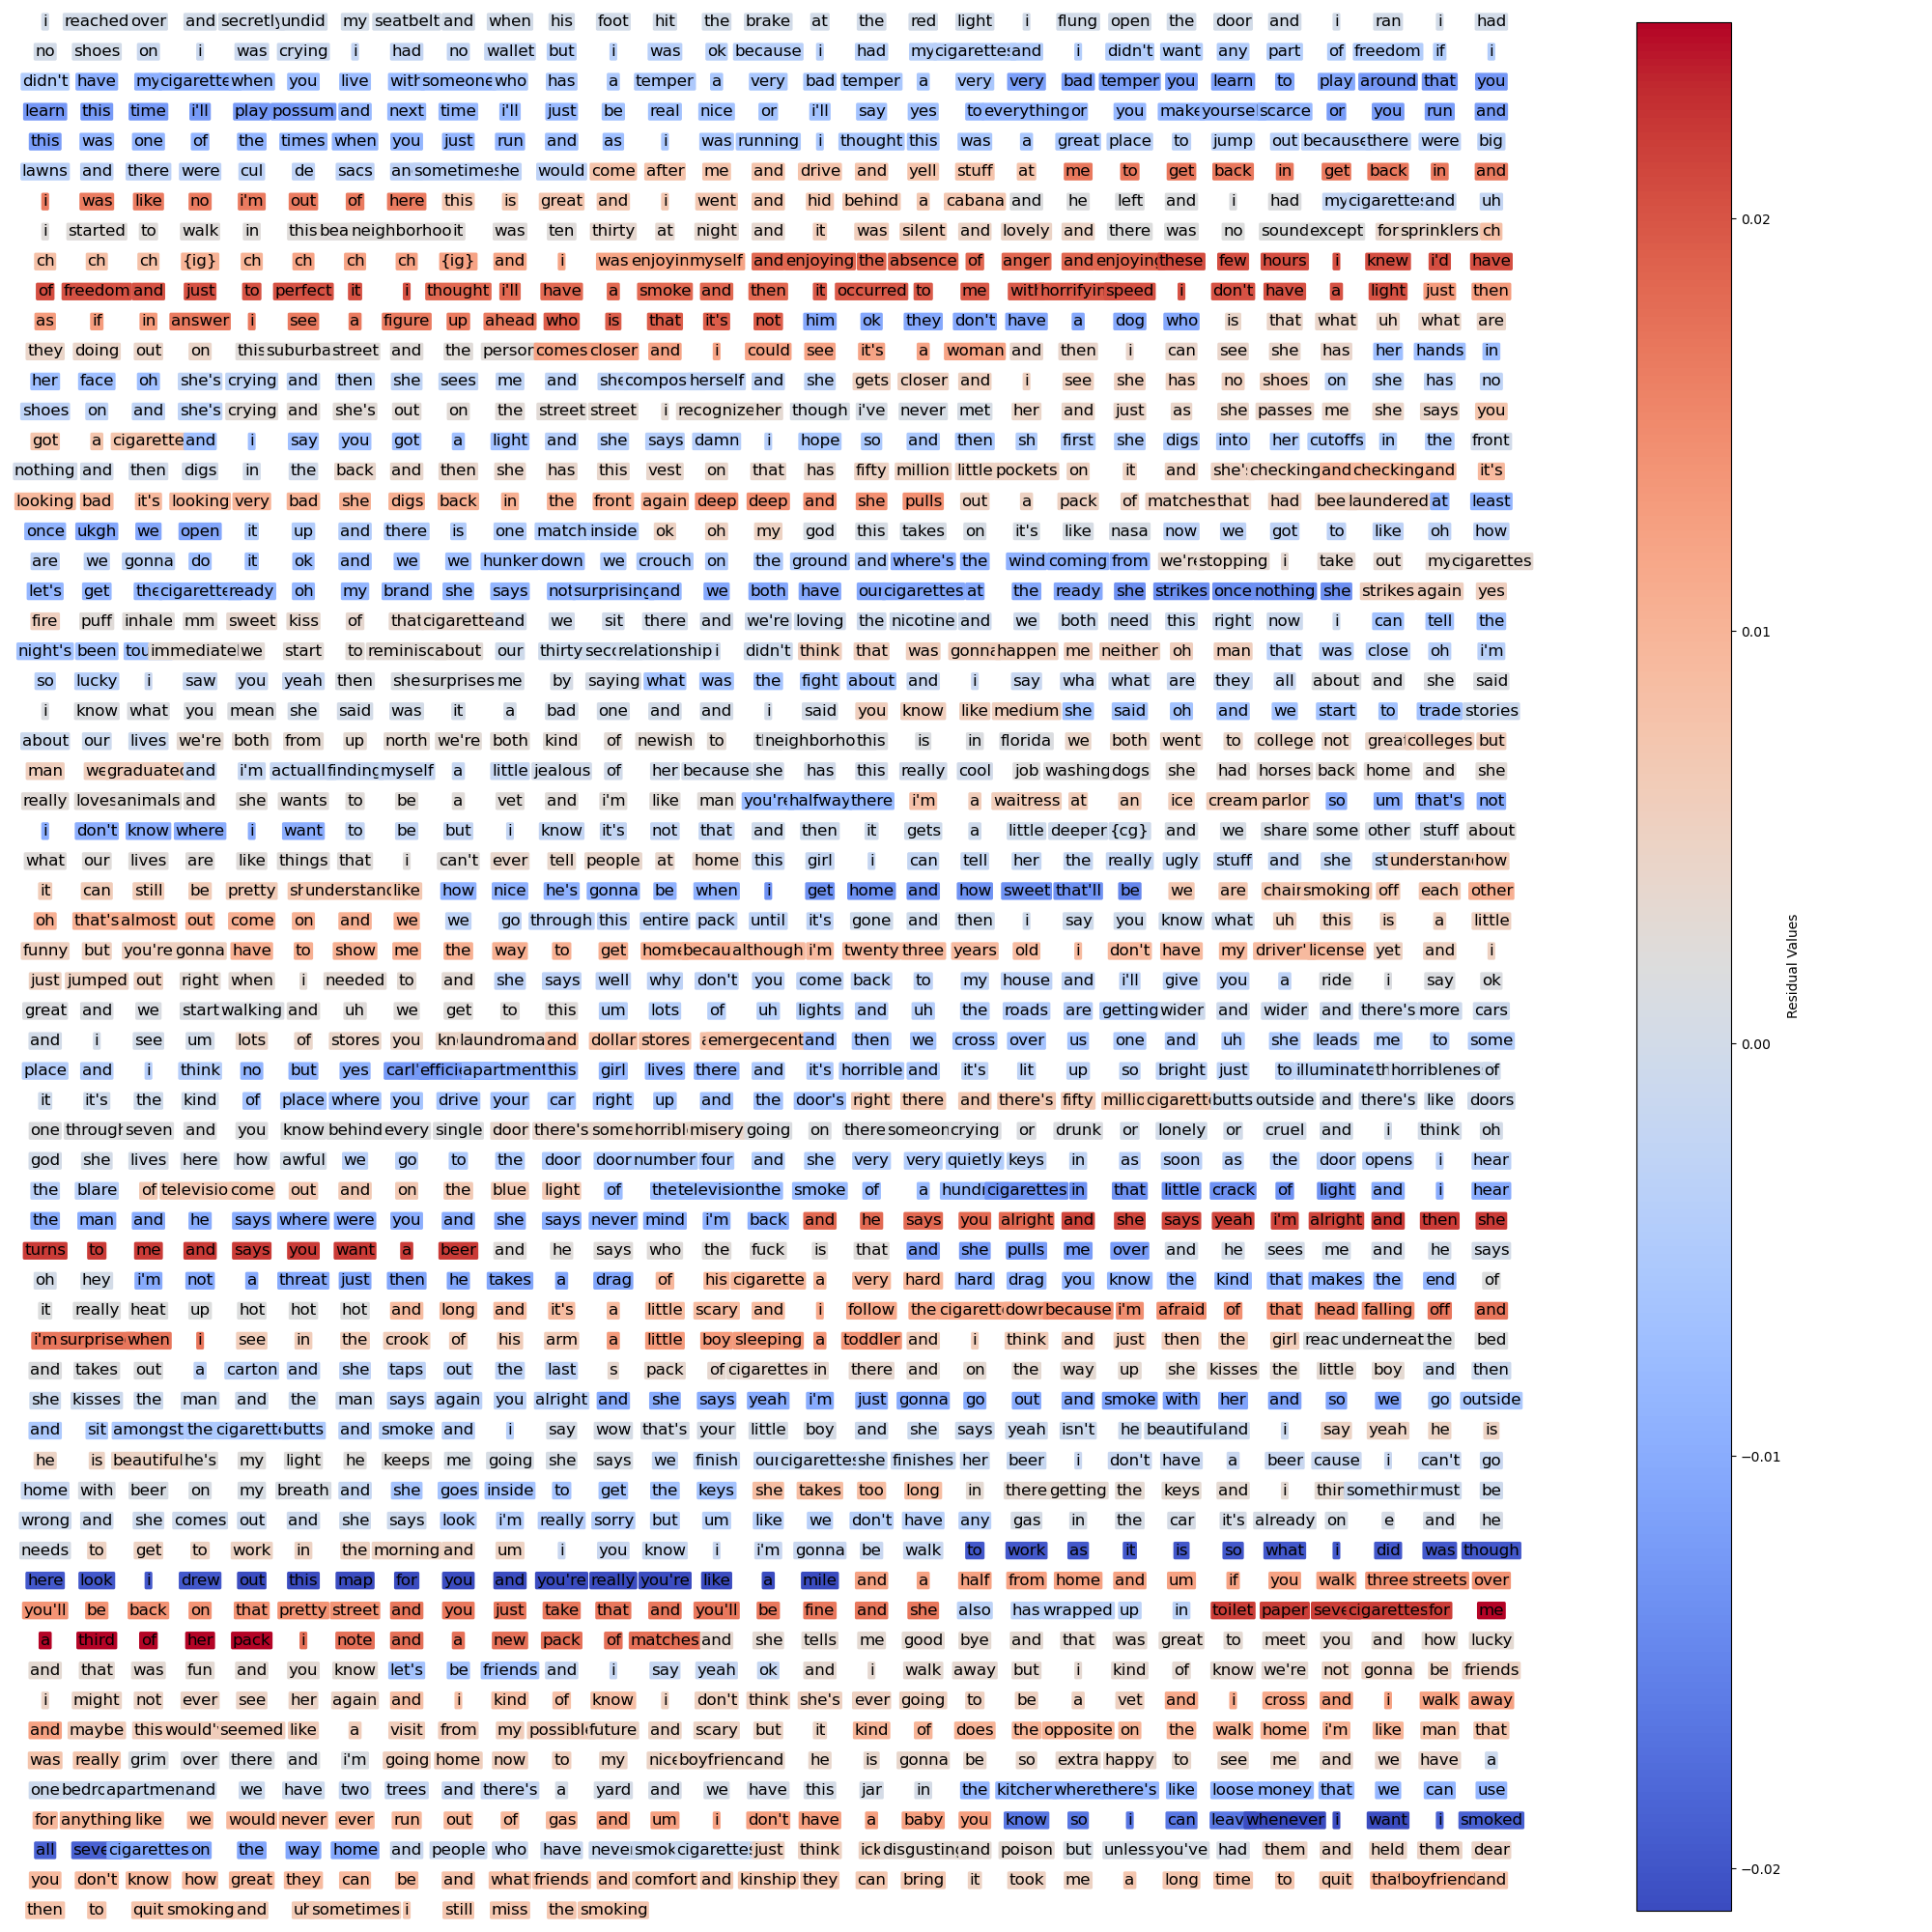 i reached over and secretly undid my seatbelt and when his foot hit the brake at the red light i flung open the door and i ran i had
no shoes on i was crying i had no wallet but i was ok because i had my cigarettes and i didn't want any part of freedom if i
didn't have my cigarette when you live with someone who has a temper a very bad temper a very very bad temper you learn to play around that you
learn this time i'll play possum and next time i'll just be real nice or i'll say yes to everything or you make yoursel scarce or you run and
this was one of the times when you just run and as i was running i thought this was a great place to jump out because there were big
lawns and there were cul de sacs an sometimes he would come after me and drive and yell stuff at me to get back in get back in and
i was like no i'm out of here this is great and i went and hid behind a cabana and he left and i had my cigarettes and uh
i started to walk in this bea neighborhoo it was ten thirty at night and it was silent and lovely and there was no sound except for sprinklers ch
ch ch ch {ig} ch ch ch ch {ig} and i was enjoyin myself and enjoying the absence of anger and enjoying these few hours i knew i'd have
of freedom and just to perfect it i thought i'll have a smoke and then it occurred to me with horrifyin speed i don't have a light just then
as if in answer i see a figure up ahead who is that it's not him ok they don't have a dog who is that what uh what are
they doing out on this suburba street and the person comes closer and i could see it's a woman and then i can see she has her hands in
her face oh she's crying and then she sees me and she compos herself and she gets closer and i see she has no shoes on she has no
shoes on and she's crying and she's out on the street street i recognize her though i've never met her and just as she passes me she says you
got a cigarette and i say you got a light and she says damn i hope so and then sh first she digs into her cutoffs in the front
nothing and then digs in the back and then she has this vest on that has fifty million little pockets on it and she's checking and checking and it's
looking bad it's looking very bad she digs back in the front again deep deep and she pulls out a pack of matches that had bee laundered at least
once ukgh we open it up and there is one match inside ok oh my god this takes on it's like nasa now we got to like oh how
are we gonna do it ok and we we hunker down we crouch on the ground and where's the wind coming from we're stopping i take out my cigarettes
let's get the cigarette ready oh my brand she says not surprising and we both have our cigarettes at the ready she strikes once nothing she strikes again yes
fire puff inhale mm sweet kiss of that cigarette and we sit there and we're loving the nicotine and we both need this right now i can tell the
night's been tou immediatel we start to reminisc about our thirty seco relationship i didn't think that was gonna happen me neither oh man that was close oh i'm
so lucky i saw you yeah then she surprises me by saying what was the fight about and i say wha what are they all about and she said
i know what you mean she said was it a bad one and and i said you know like medium she said oh and we start to trade stories
about our lives we're both from up north we're both kind of newish to t neighborho this is in florida we both went to college not great colleges but
man we graduated and i'm actuall finding myself a little jealous of her because she has this really cool job washing dogs she had horses back home and she
really loves animals and she wants to be a vet and i'm like man you're halfway there i'm a waitress at an ice cream parlor so um that's not
i don't know where i want to be but i know it's not that and then it gets a little deeper {cg} and we share some other stuff about
what our lives are like things that i can't ever tell people at home this girl i can tell her the really ugly stuff and she st understand how
it can still be pretty sh understand like how nice he's gonna be when i get home and how sweet that'll be we are chain smoking off each other
oh that's almost out come on and we we go through this entire pack until it's gone and then i say you know what uh this is a little
funny but you're gonna have to show me the way to get home becau although i'm twenty three years old i don't have my driver' license yet and i
just jumped out right when i needed to and she says well why don't you come back to my house and i'll give you a ride i say ok
great and we start walking and uh we get to this um lots of uh lights and uh the roads are getting wider and wider and there's more cars
and i see um lots of stores you kn laundroma and dollar stores a emergecent and then we cross over us one and uh she leads me to some
place and i think no but yes carl' effici apartment this girl lives there and it's horrible and it's lit up so bright just to illuminate th horriblenes of
it it's the kind of place where you drive your car right up and the door's right there and there's fifty millio cigarett butts outside and there's like doors
one through seven and you know behind every single door there's some horribl misery going on there someon crying or drunk or lonely or cruel and i think oh
god she lives here how awful we go to the door door number four and she very very quietly keys in as soon as the door opens i hear
the blare of televisio come out and on the blue light of the television the smoke of a hund cigarettes in that little crack of light and i hear
the man and he says where were you and she says never mind i'm back and he says you alright and she says yeah i'm alright and then she
turns to me and says you want a beer and he says who the fuck is that and she pulls me over and he sees me and he says
oh hey i'm not a threat just then he takes a drag of his cigarette a very hard hard drag you know the kind that makes the end of
it really heat up hot hot hot and long and it's a little scary and i follow the cigarett down because i'm afraid of that head falling off and
i'm surprise when i see in the crook of his arm a little boy sleeping a toddler and i think and just then the girl reac underneat the bed
and takes out a carton and she taps out the last s pack of cigarettes in there and on the way up she kisses the little boy and then
she kisses the man and the man says again you alright and she says yeah i'm just gonna go out and smoke with her and so we go outside
and sit amongst the cigarette butts and smoke and i say wow that's your little boy and she says yeah isn't he beautiful and i say yeah he is
he is beautiful he's my light he keeps me going she says we finish our cigarettes she finishes her beer i don't have a beer cause i can't go
home with beer on my breath and she goes inside to get the keys she takes too long in there getting the keys and i thin somethin must be
wrong and she comes out and she says look i'm really sorry but um like we don't have any gas in the car it's already on e and he
needs to get to work in the morning and um i you know i i'm gonna be walk to work as it is so what i did was though
here look i drew out this map for you and you're really you're like a mile and a half from home and um if you walk three streets over
you'll be back on that pretty street and you just take that and you'll be fine and she also has wrapped up in toilet paper seve cigarettes for me
a third of her pack i note and a new pack of matches and she tells me good bye and that was great to meet you and how lucky
and that was fun and you know let's be friends and i say yeah ok and i walk away but i kind of know we're not gonna be friends
i might not ever see her again and i kind of know i don't think she's ever going to be a vet and i cross and i walk away
and maybe this would' seemed like a visit from my possibl future and scary but it kind of does the opposite on the walk home i'm like man that
was really grim over there and i'm going home now to my nice boyfrienc and he is gonna be so extra happy to see me and we have a
one bedro apartmen and we have two trees and there's a yard and we have this jar in the kitchen where there's like loose money that we can use
for anything like we would never ever run out of gas and um i don't have a baby you know so i can leav whenever i want i smoked
all seve cigarettes on the way home and people who have never smok cigarettes just think ick disgusting and poison but unless you've had them and held them dear
you don't know how great they can be and what friends and comfort and kinship they can bring it took me a long time to quit that boyfriend and
then to quit smoking and uh sometimes i still miss the smoking
Residual Values
0.02
0.01
0.00
−0.01
−0.02